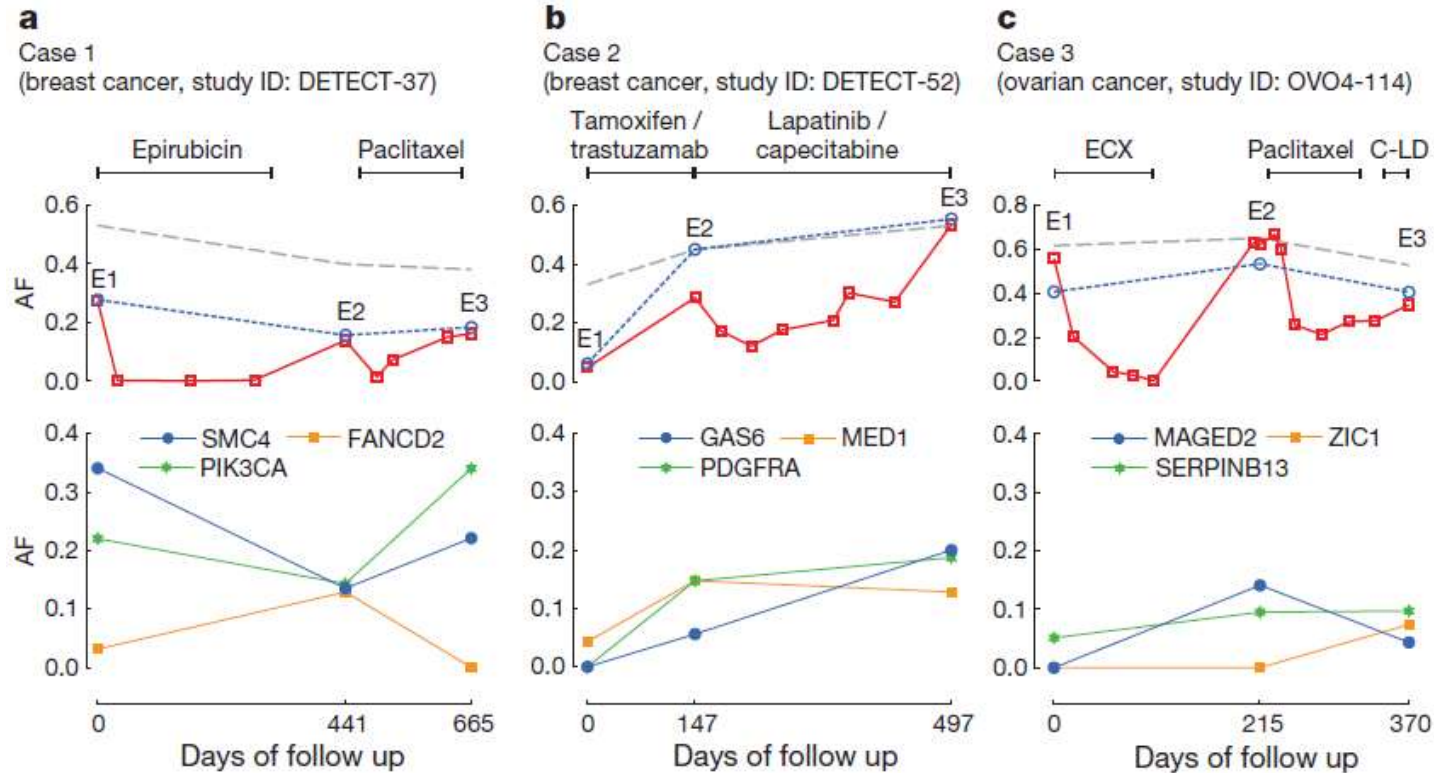 a
Case 1
(breast cancer, study ID: DETECT-37)
Epirubicin Paclitaxel
0.6
0.4
0.2
0.0
AF
E1
E2
E3
0.4
0.3
0.2
0.1
0.0
AF
SMC4 FANCD2
PIK3CA
0 441 665
Days of follow up
b
Case 2
(breast cancer, study ID: DETECT-52)
Tamoxifen / Lapatinib /
trastuzamab capecitabine
0.6
0.4
0.2
0.0
E1
E2
E3
0.4
0.3
0.2
0.1
0.0
GAS6 MED1
PDGFRA
0 147 497
Days of follow up
c
Case 3
(ovarian cancer, study ID: OVO4-114)
ECX Paclitaxel C-LD
0.8
0.6
0.4
0.2
0.0
E1
E2
E3
0.4
0.3
0.2
0.1
0.0
MAGED2 ZIC1
SERPINB13
0 215 370
Days of follow up